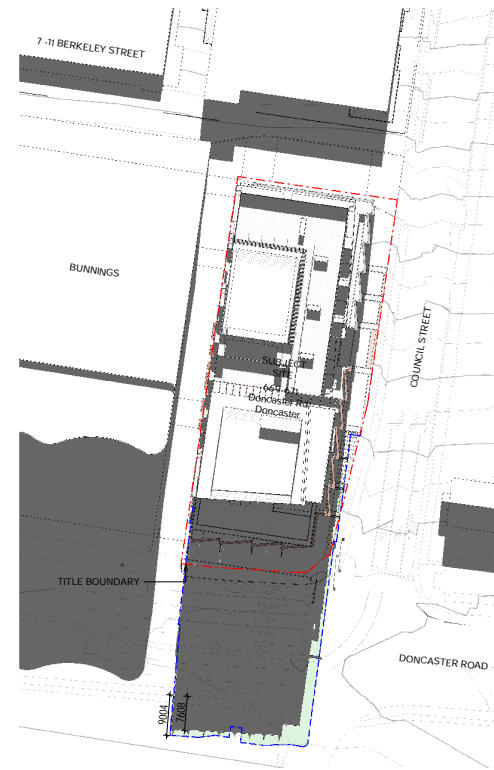 7 -11 BERKELEY STREET
BUNNINGS
COUNCIL STREET
SUBJECT
SITE
669-671
Doncaster Rd
Doncaster
TITLE BOUNDARY
DONCASTER ROAD
9004
7608